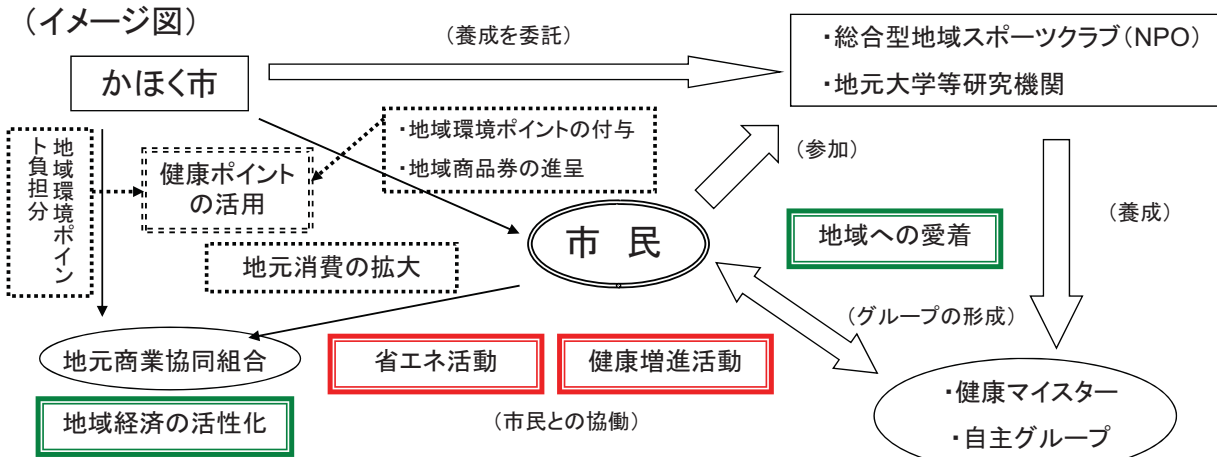 （イメージ図）
（養成を委託）
かほく市
・総合型地域スポーツクラブ（NPO）
・地元大学等研究機関
地域環境ポイン
ト負担分
健康ポイント
の活用
・地域環境ポイントの付与
・地域商品券の進呈
（参加）
（養成）
市 民
地域への愛着
地元消費の拡大
（グループの形成）
地元商業協同組合
省エネ活動
健康増進活動
・健康マイスター
・自主グループ
地域経済の活性化
（市民との協働）